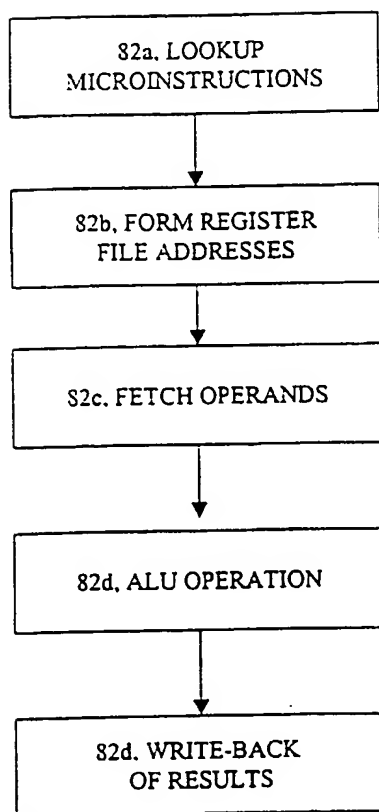 82a, LOOKUP
MICROINSTRUCTIONS
82b, FORM REGISTER
FILE ADDRESSES
82c, FETCH OPERANDS
82d, ALU OPERATION
82d, WRITE-BACK
OF RESULTS